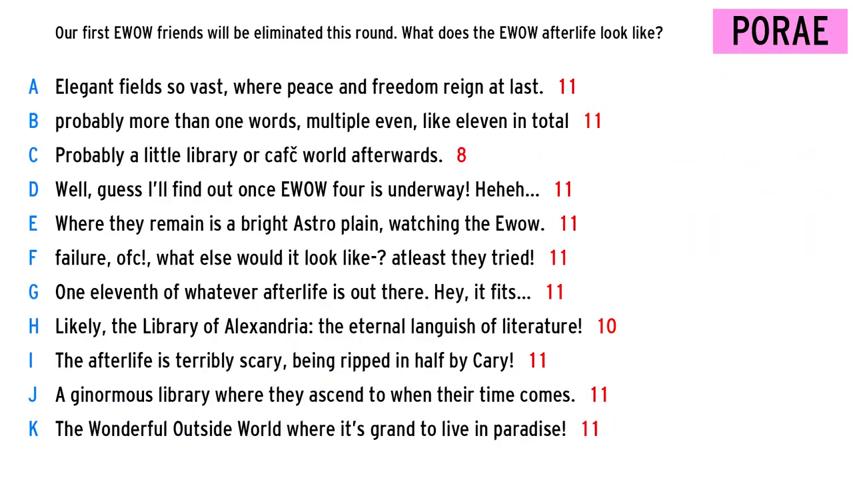 Our first EWOW friends will be eliminated this round. What does the EWOW afterlife look like?
PORAE
A Elegant fields so vast, where peace and freedom reign at last. 11
B probably more than one words, multiple even, like eleven in total 11
C Probably a little library or cafč world afterwards. 8
D Well, guess I'll find out once EWOW four is underway! Heheh... 11
E Where they remain is a bright Astro plain, watching the Ewow. 11
F failure, ofc!, what else would it look like-? atleast they tried! 11
G One eleventh of whatever afterlife is out there. Hey, it fits... 11
H Likely, the Library of Alexandria: the eternal languish of literature! 10
I The afterlife is terribly scary, being ripped in half by Cary! 11
J A ginormous library where they ascend to when their time comes. 11
K The Wonderful Outside World where it's grand to live in paradise! 11